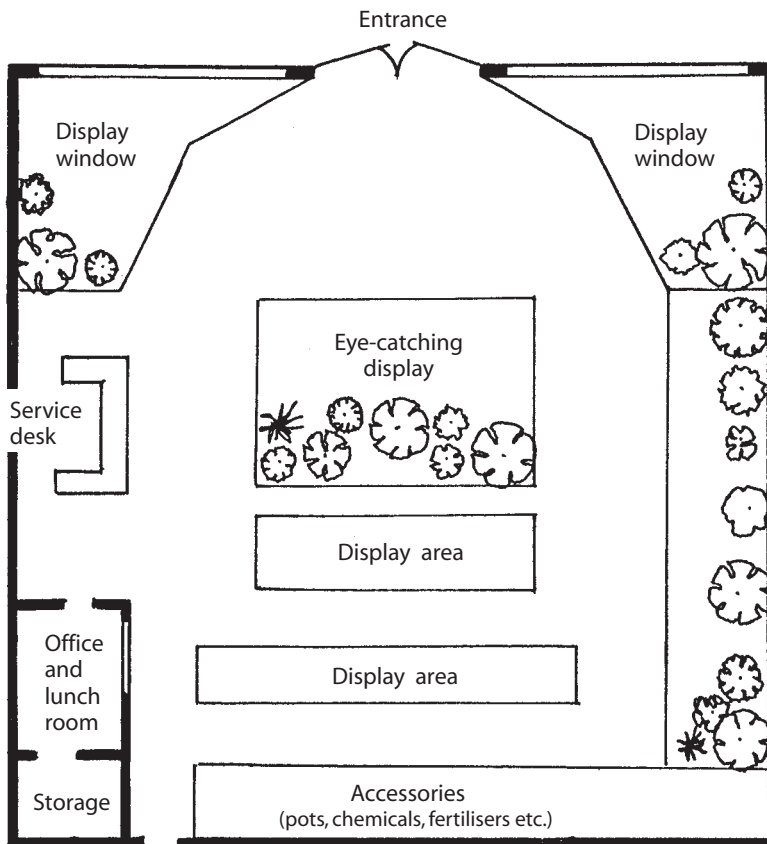 Entrance
Display
window
Display
window
Eye-catching
display
Service
desk
Display area
Office
and
lunch
room
Display area
Storage
Accessories
(pots, chemicals, fertilisers etc.)